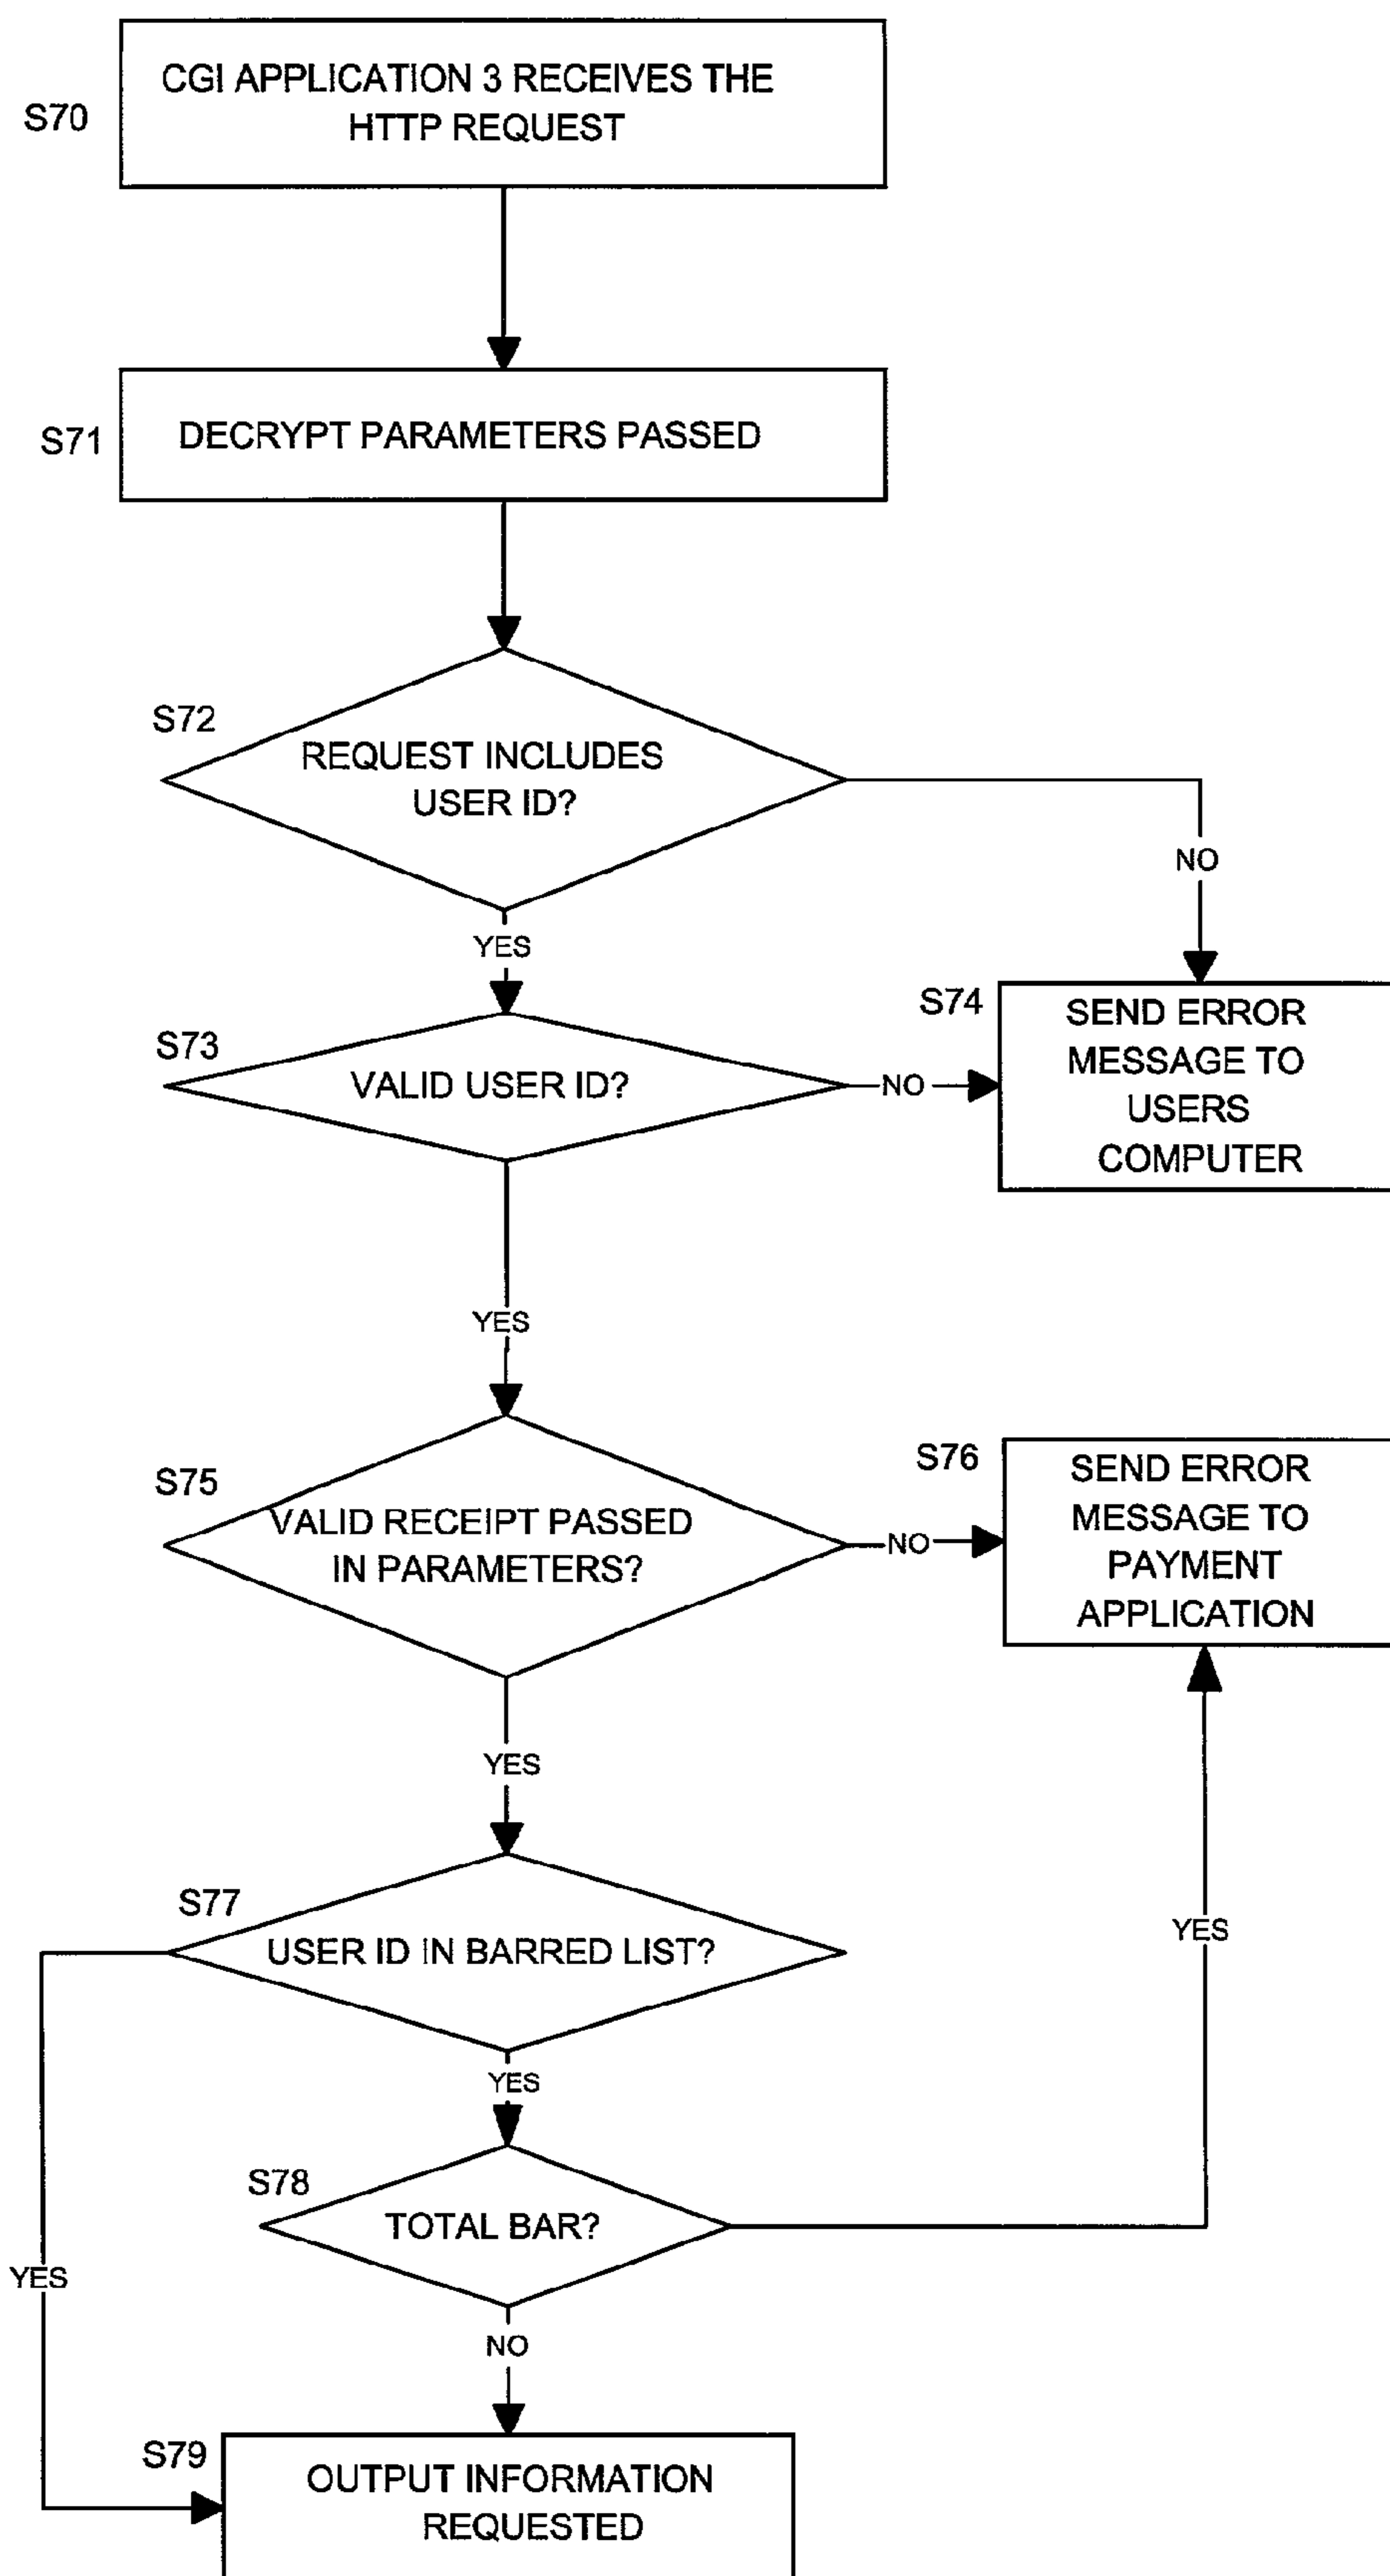 S70
CGI APPLICATION 3 RECEIVES THE
HTTP REQUEST
S71
DECRYPT PARAMETERS PASSED
S72
REQUEST INCLUDES
USER ID?
NO
YES
S73
VALID USER ID?
NO
S74
SEND ERROR
MESSAGE TO
USERS
COMPUTER
YES
S75
VALID RECEIPT PASSED
IN PARAMETERS?
NO
S76
SEND ERROR
MESSAGE TO
PAYMENT
APPLICATION
YES
S77
USER ID IN BARRED LIST?
YES
YES
S78
TOTAL BAR?
YES
NO
S79
OUTPUT INFORMATION
REQUESTED